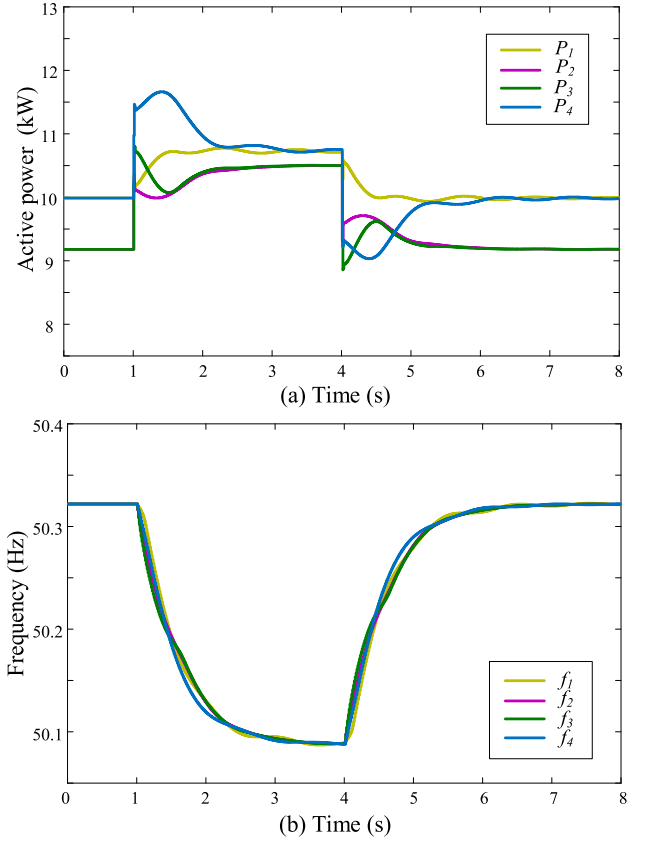 13
12
11
10
9
8
Active power (kW)
P1
P2
P3
P4
0 1 2 3 4 5 6 7 8
(a) Time (s)
50.4
50.3
50.2
50.1
50
Frequency (Hz)
f1
f2
f3
f4
0 1 2 3 4 5 6 7 8
(b) Time (s)